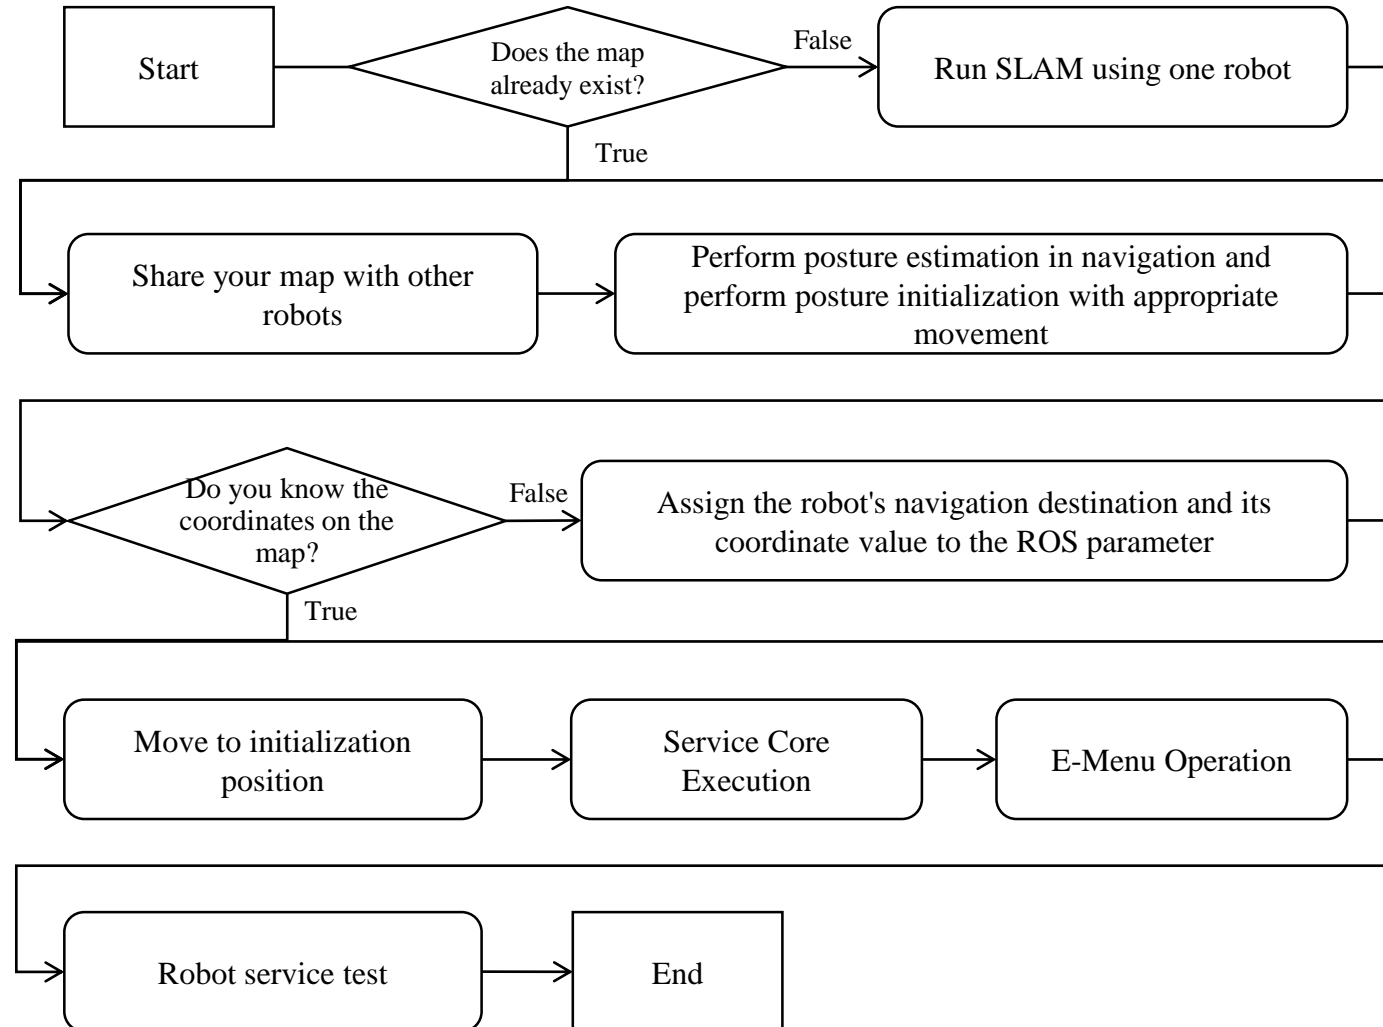 Start
Does the map
already exist?
False
Run SLAM using one robot
True
Share your map with other
robots
Perform posture estimation in navigation and
perform posture initialization with appropriate
movement
Do you know the
coordinates on the
map?
False
Assign the robot's navigation destination and its
coordinate value to the ROS parameter
True
Move to initialization
position
Service Core
Execution
E-Menu Operation
Robot service test
End